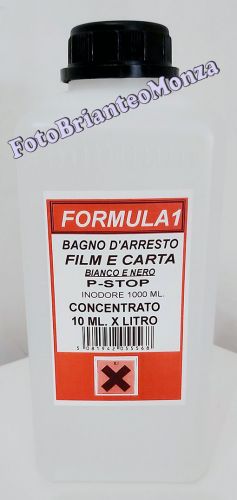 FotoBrianteoMonza
FORMULA1
BAGNO D'ARRESTO
FILM E CARTA
BIANCO E NERO
P-STOP
INODORE 1000 ML.
CONCENTRATO
10 ML. X LITRO